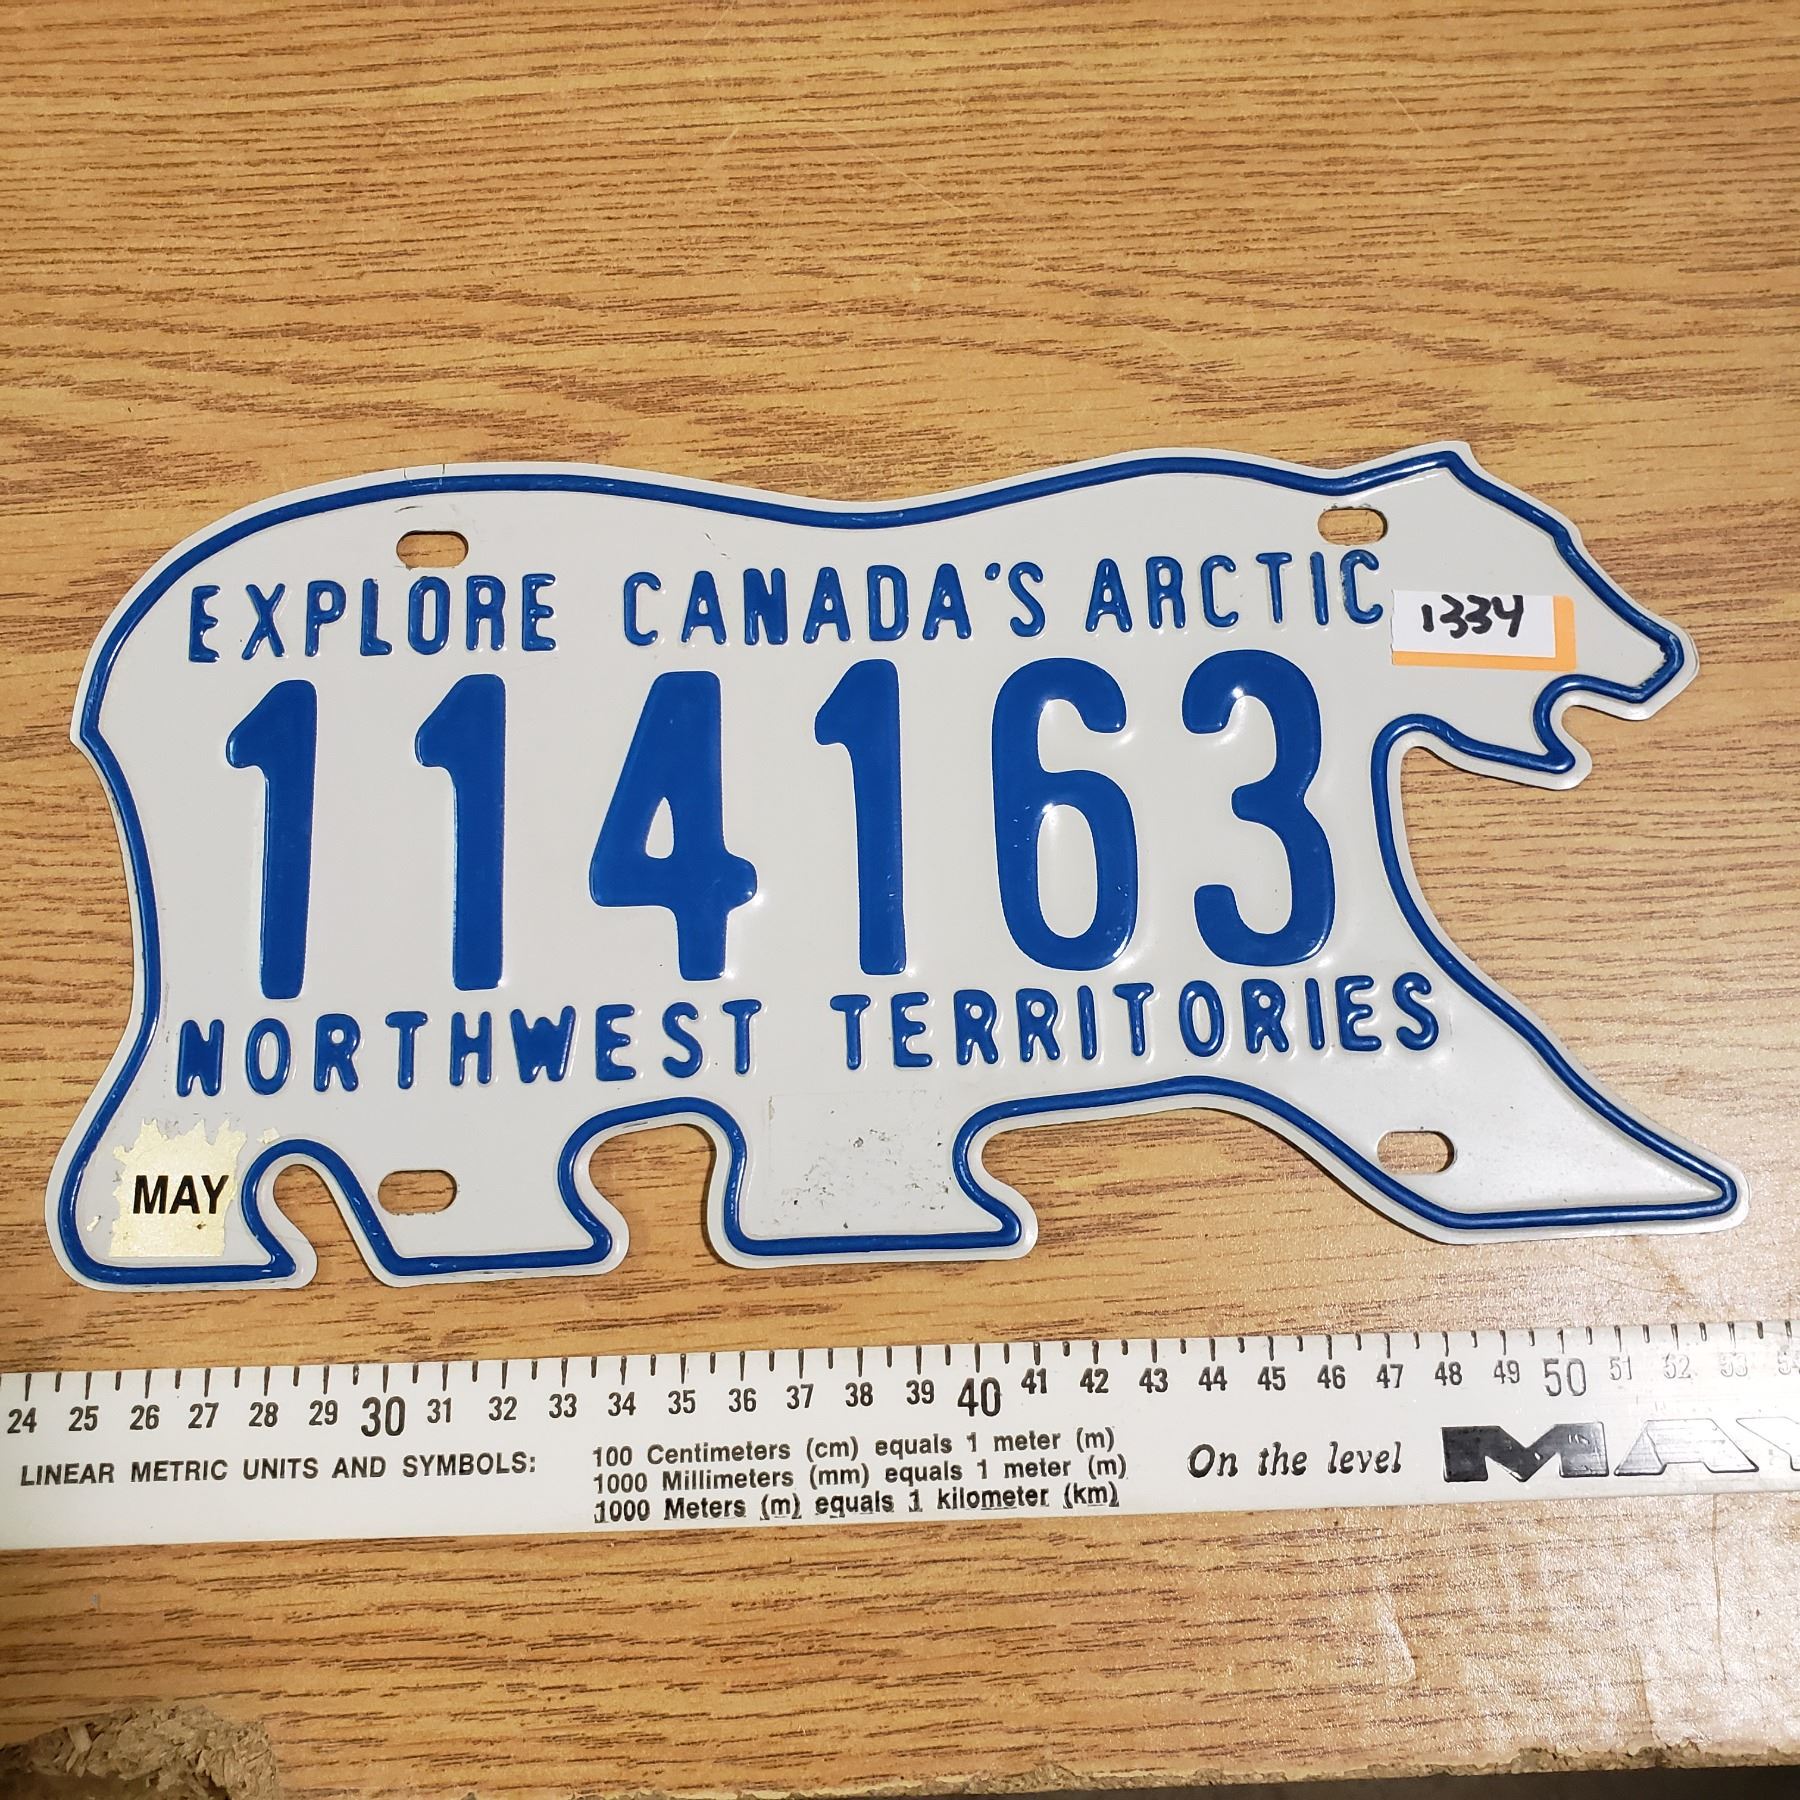 EXPLORE CANADA'S ARCTIC
1334
114163
NORTHWEST TERRITORIES
MAY
24 25 26 27 28 29 30 31 32 33 34 35 36 37 38 39 40 41 42 43 44 45 46 47 48 49 50 51 52 53
LINEAR METRIC UNITS AND SYMBOLS:
100 Centimeters (cm) equals 1 meter (m)
1000 Millimeters (mm) equals 1 meter (m)
1000 Meters (m) equals 1 kilometer (km)
On the level